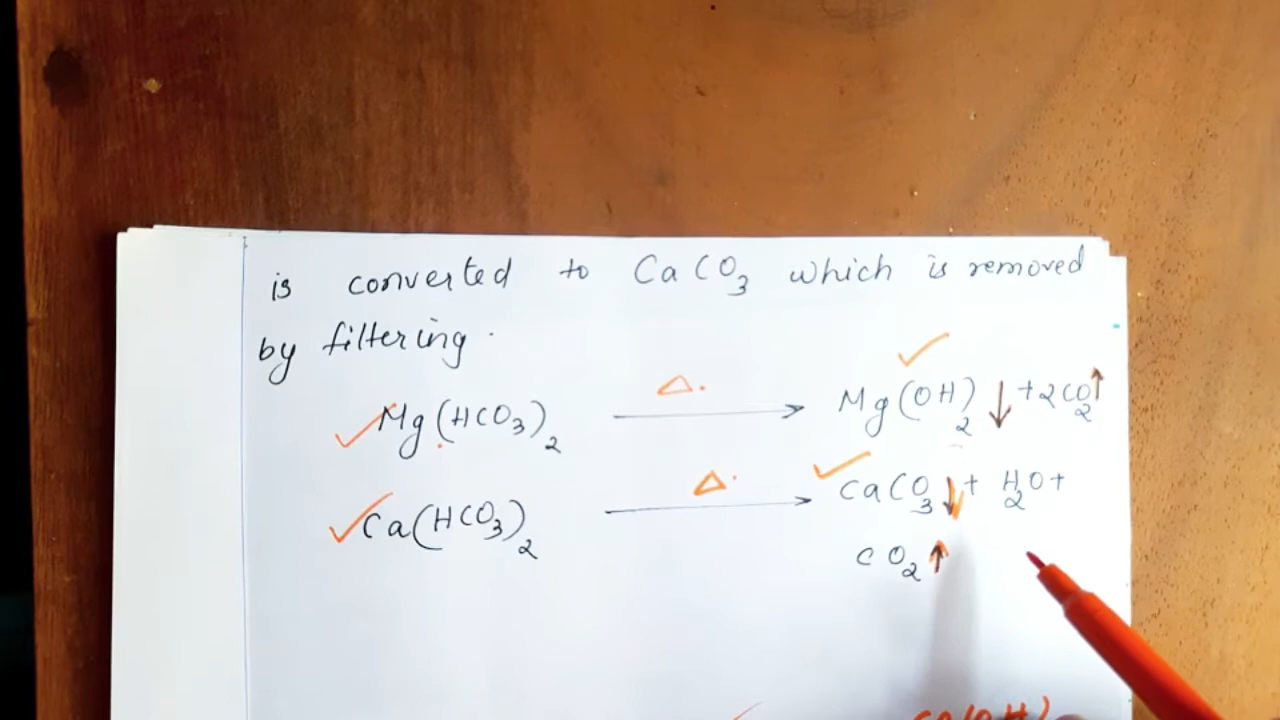 is converted to CaCO3 which is removed
by filtering.
Mg(HCO3)2 Δ. → Mg(OH)2 ↓ + 2CO2 ↑
Ca(HCO3)2 Δ. → CaCO3 ↓ + H2O +
CO2 ↑